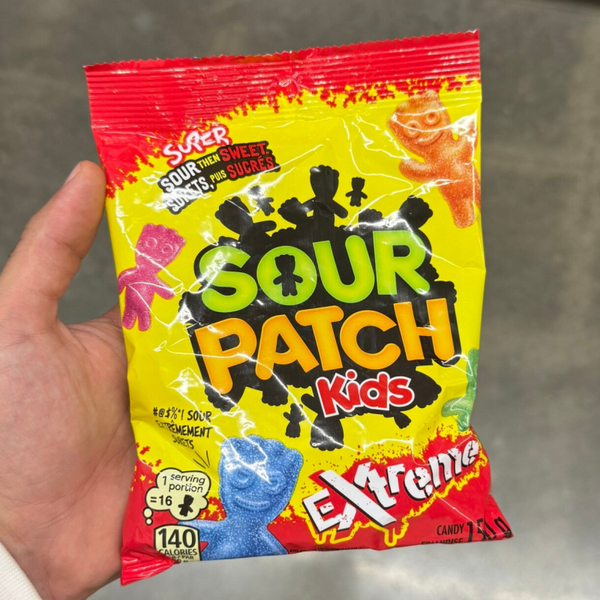 SUPER
SOUR THEN SWEET.
SURETS, PUIS SUCRÉS
SOUR
PATCH
Kids
#@$%*! SOUR
EXTRÊMEMENT
SURETS
1 serving
portion
=16
EXtreme
140
CALORIES
CANDY